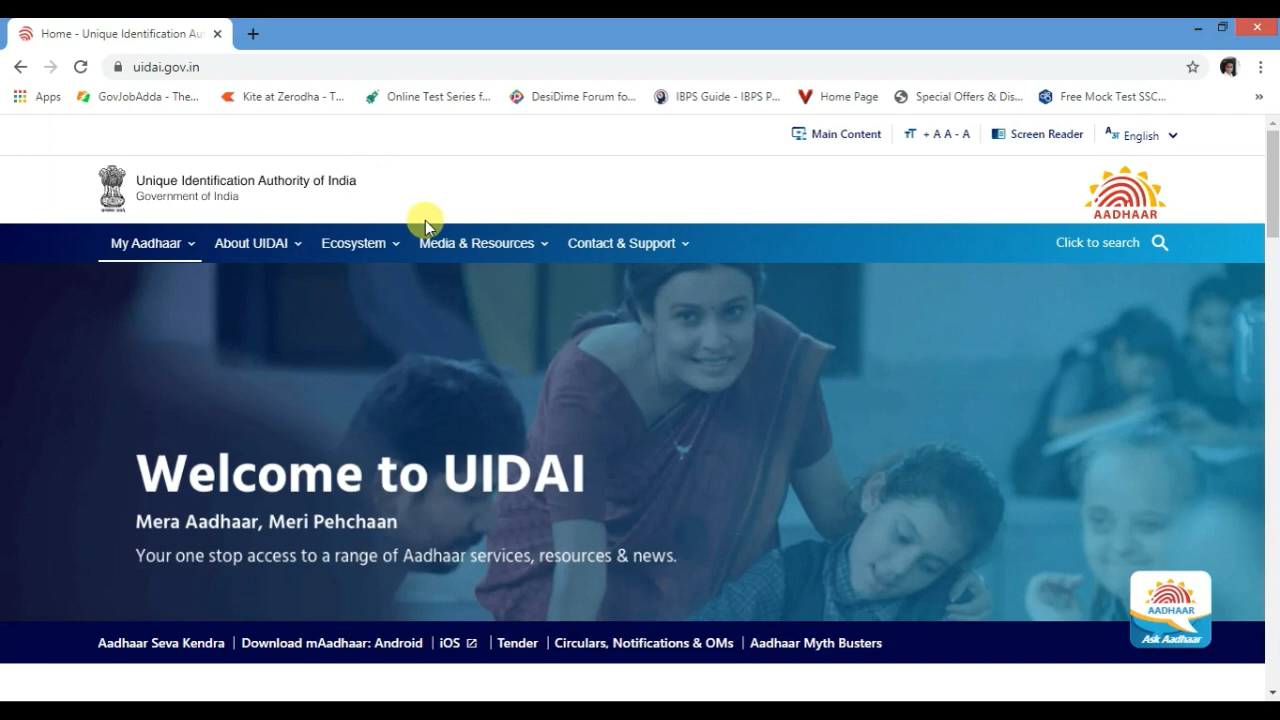 Home - Unique Identification Au
uidai.gov.in
Apps GovJobAdda - The... Kite at Zerodha - T... Online Test Series f... DesiDime Forum fo... IBPS Guide - IBPS P... Home Page Special Offers & Dis... Free Mock Test SSC... »
Main Content TT + A A - A Screen Reader English
Unique Identification Authority of India
Government of India
AADHAAR
My Aadhaar About UIDAI Ecosystem Media & Resources Contact & Support Click to search
Welcome to UIDAI
Mera Aadhaar, Meri Pehchaan
Your one stop access to a range of Aadhaar services, resources & news.
AADHAAR
Ask Aadhaar
Aadhaar Seva Kendra | Download mAadhaar: Android | iOS | Tender | Circulars, Notifications & OMs | Aadhaar Myth Busters